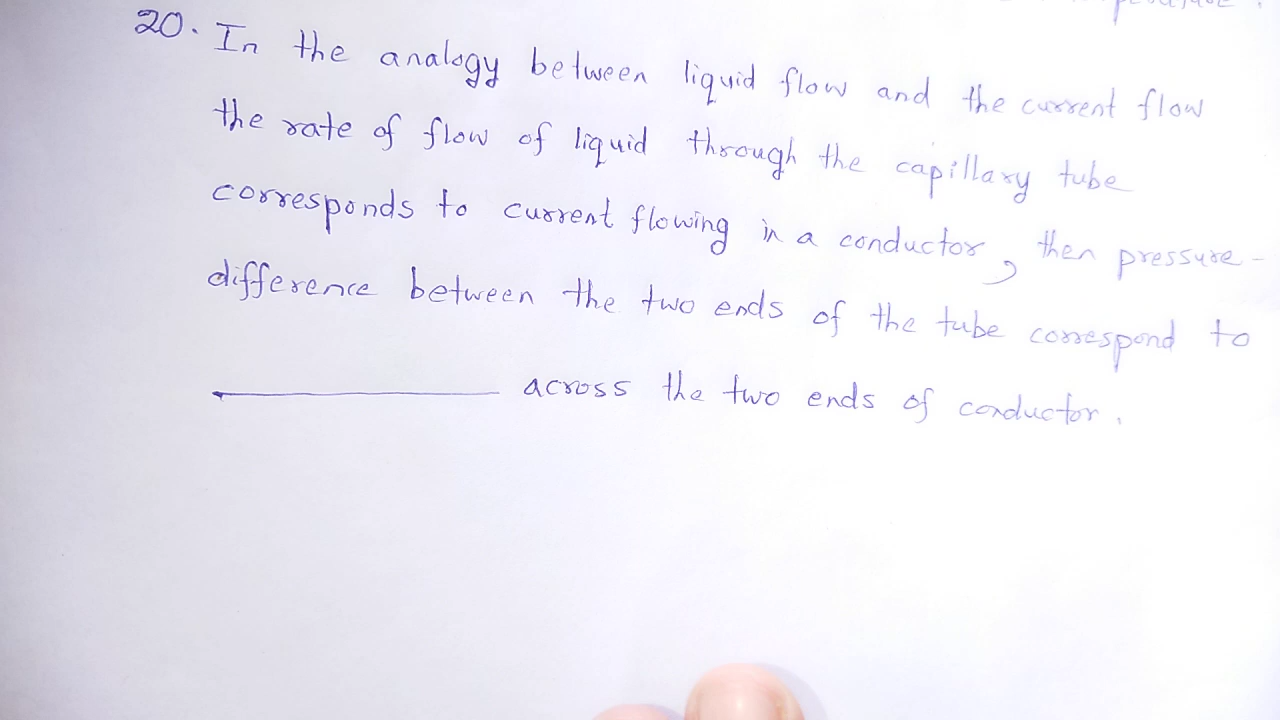 20. In the analogy between liquid flow and the current flow
the rate of flow of liquid through the capillary tube
corresponds to current flowing in a conductor, then pressure-
difference between the two ends of the tube correspond to
across the two ends of conductor.